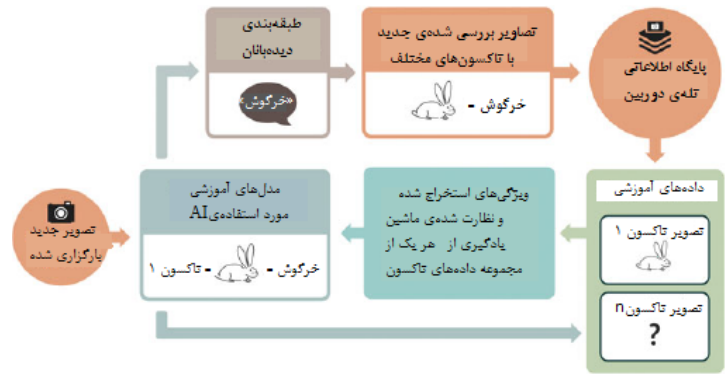 طبقه‌بندی
دیده‌بانان
«خرگوش»
تصاویر بررسی شده‌ی جدید
با تاکسون‌های مختلف
خرگوش -
پایگاه اطلاعاتی
تله‌ی دوربین
داده‌های آموزشی
تصویر تاکسون ۱
تصویر تاکسون n
?
ویژگی‌های استخراج شده
و نظارت شده‌ی ماشین
یادگیری از هر یک از
مجموعه داده‌های تاکسون
مدل‌های آموزشی
مورد استفاده‌ی AI
خرگوش - - تاکسون ۱
تصویر جدید
بارگزاری شده